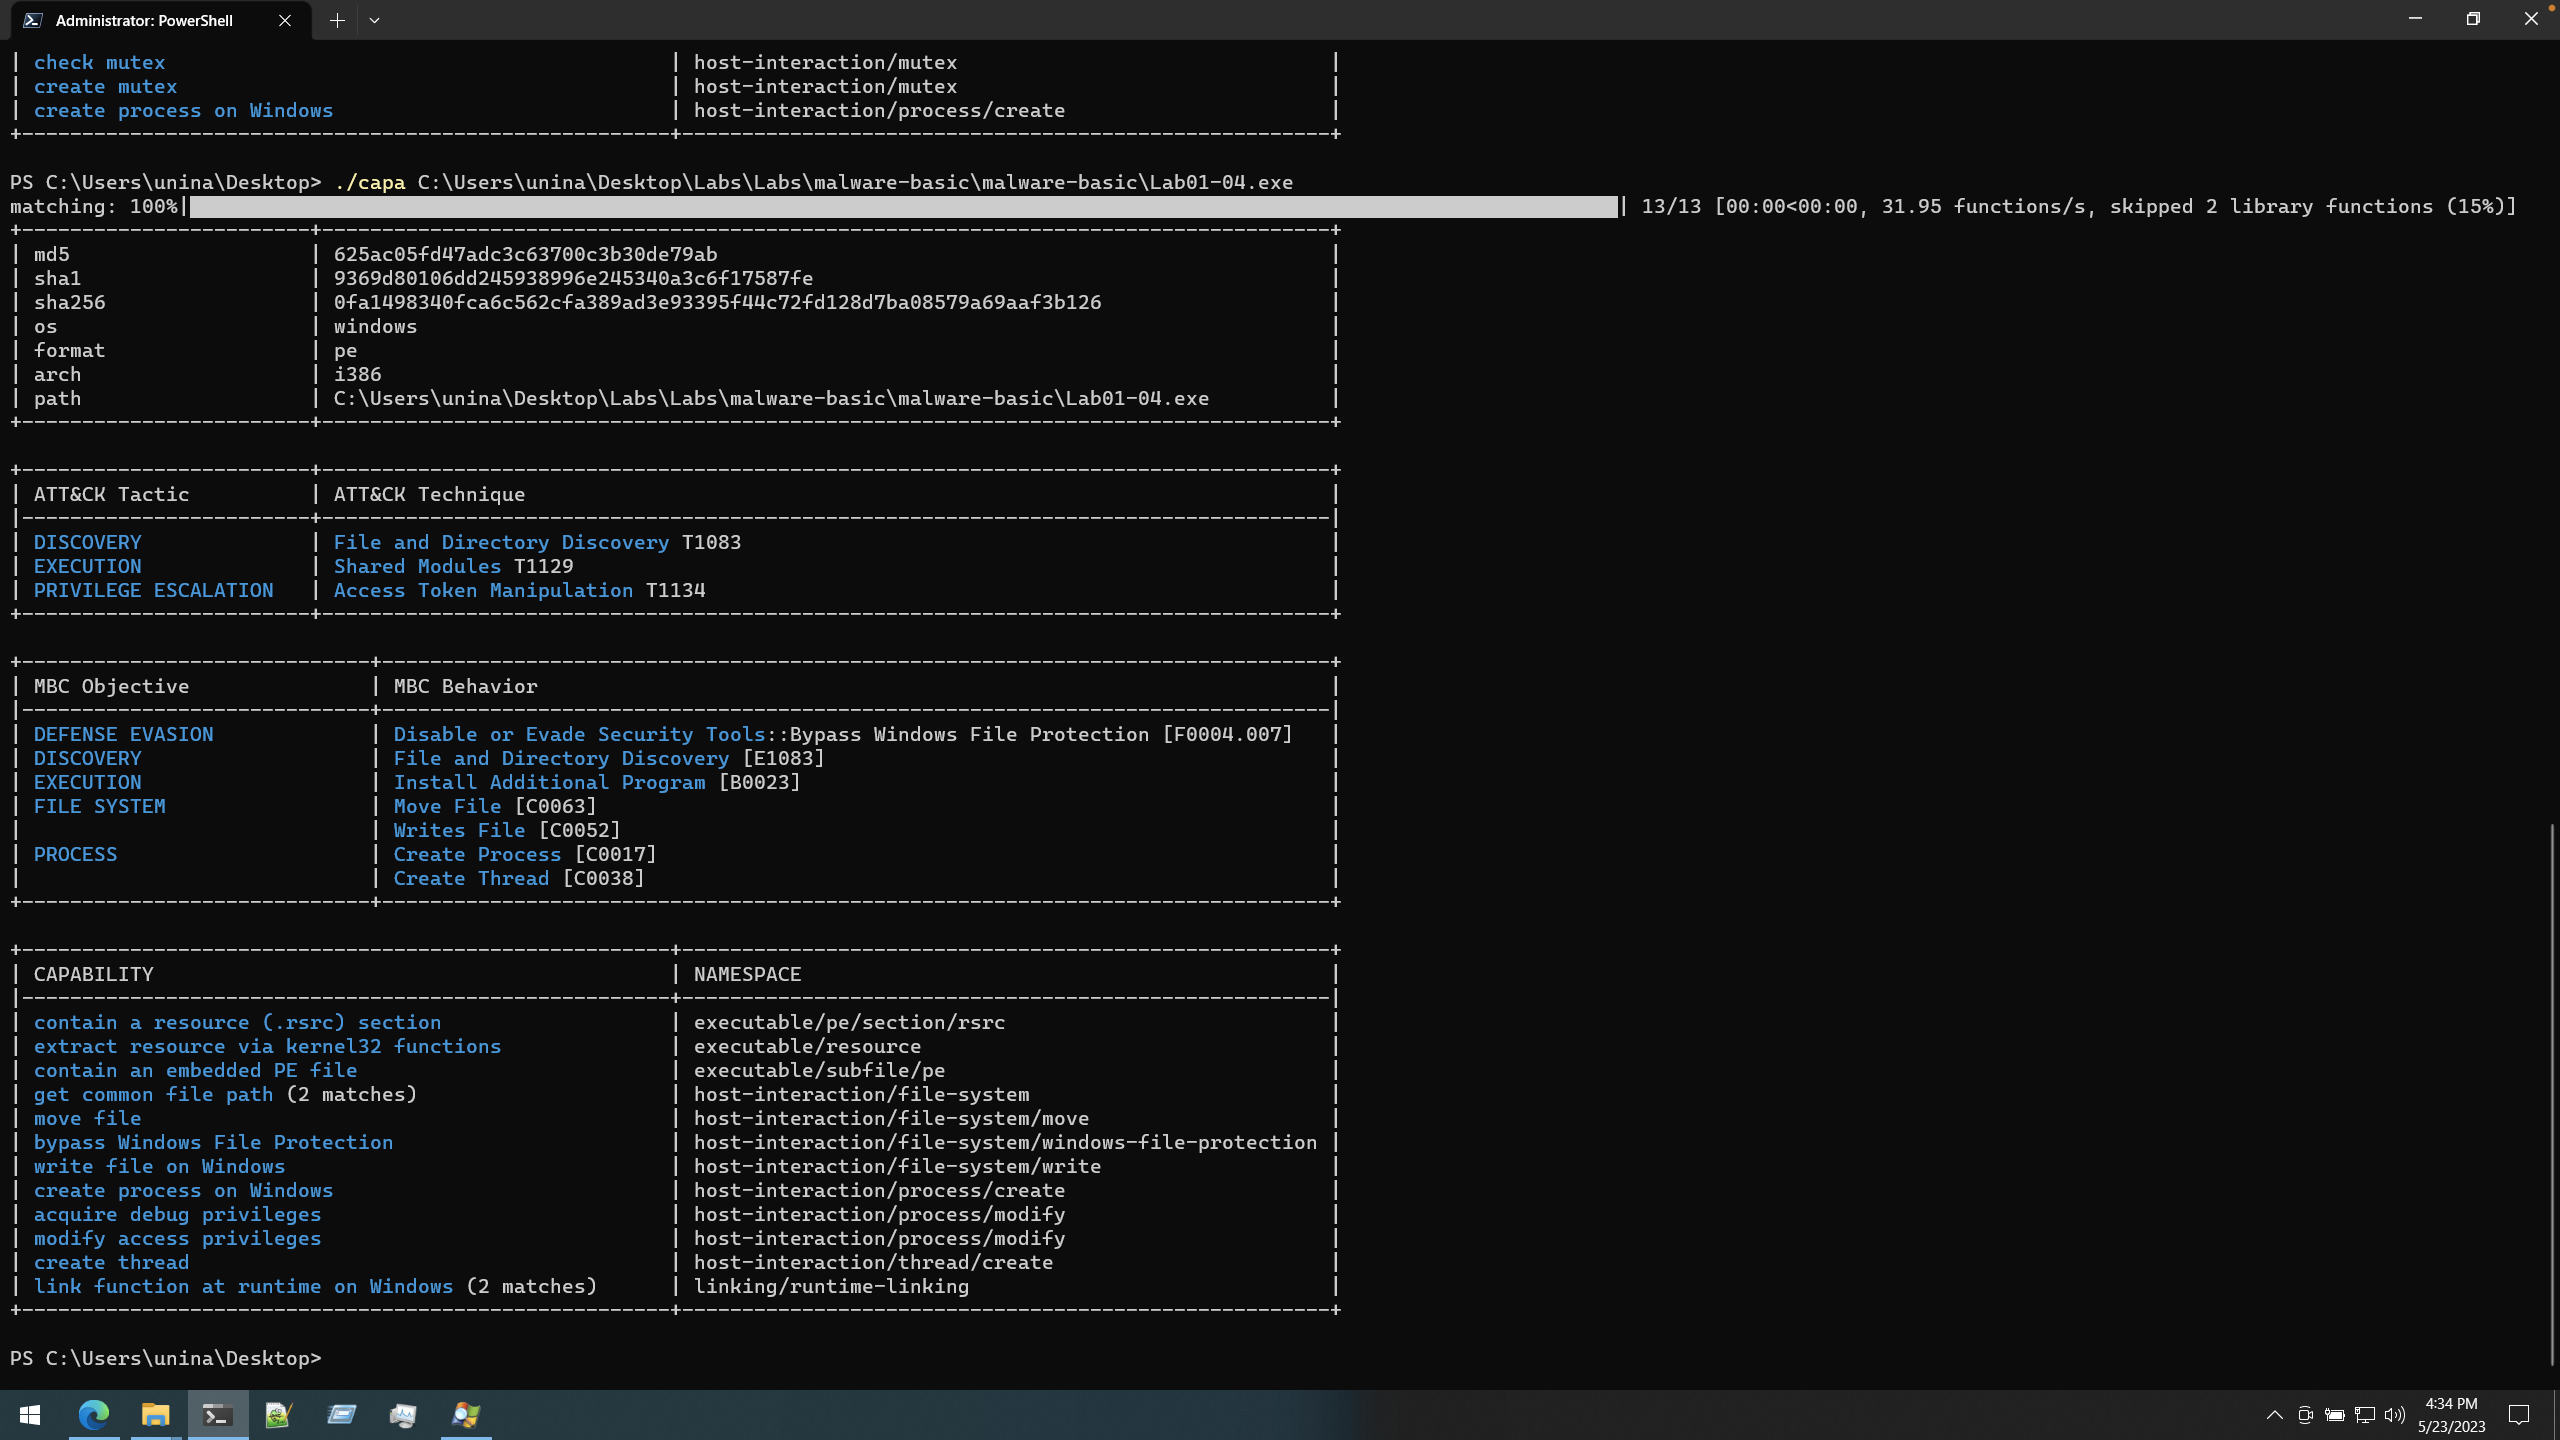 Administrator: PowerShell
| check mutex | host-interaction/mutex |
| create mutex | host-interaction/mutex |
| create process on Windows | host-interaction/process/create |
PS C:\Users\unina\Desktop> ./capa C:\Users\unina\Desktop\Labs\Labs\malware-basic\malware-basic\Lab01-04.exe
matching: 100%| | 13/13 [00:00<00:00, 31.95 functions/s, skipped 2 library functions (15%)]
| md5 | 625ac05fd47adc3c63700c3b30de79ab |
| sha1 | 9369d80106dd245938996e245340a3c6f17587fe |
| sha256 | 0fa1498340fca6c562cfa389ad3e93395f44c72fd128d7ba08579a69aaf3b126 |
| os | windows |
| format | pe |
| arch | i386 |
| path | C:\Users\unina\Desktop\Labs\Labs\malware-basic\malware-basic\Lab01-04.exe |
| ATT&CK Tactic | ATT&CK Technique |
| DISCOVERY | File and Directory Discovery T1083 |
| EXECUTION | Shared Modules T1129 |
| PRIVILEGE ESCALATION | Access Token Manipulation T1134 |
| MBC Objective | MBC Behavior |
| DEFENSE EVASION | Disable or Evade Security Tools::Bypass Windows File Protection [F0004.007] |
| DISCOVERY | File and Directory Discovery [E1083] |
| EXECUTION | Install Additional Program [B0023] |
| FILE SYSTEM | Move File [C0063] |
| | Writes File [C0052] |
| PROCESS | Create Process [C0017] |
| | Create Thread [C0038] |
| CAPABILITY | NAMESPACE |
| contain a resource (.rsrc) section | executable/pe/section/rsrc |
| extract resource via kernel32 functions | executable/resource |
| contain an embedded PE file | executable/subfile/pe |
| get common file path (2 matches) | host-interaction/file-system |
| move file | host-interaction/file-system/move |
| bypass Windows File Protection | host-interaction/file-system/windows-file-protection |
| write file on Windows | host-interaction/file-system/write |
| create process on Windows | host-interaction/process/create |
| acquire debug privileges | host-interaction/process/modify |
| modify access privileges | host-interaction/process/modify |
| create thread | host-interaction/thread/create |
| link function at runtime on Windows (2 matches) | linking/runtime-linking |
PS C:\Users\unina\Desktop>
4:34 PM
5/23/2023